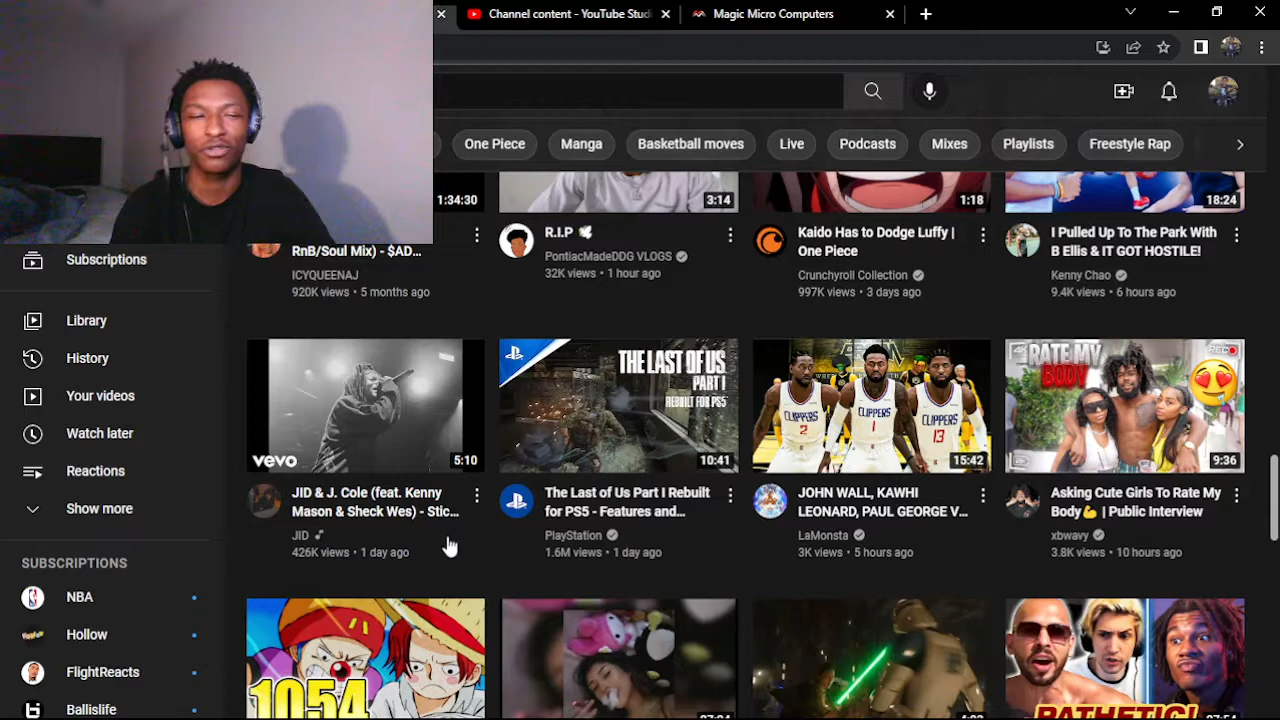 Channel content - YouTube Studi
Magic Micro Computers
One Piece
Manga
Basketball moves
Live
Podcasts
Mixes
Playlists
Freestyle Rap
1:34:30
3:14
1:18
18:24
RnB/Soul Mix) - $AD...
ICYQUEENAJ
920K views • 5 months ago
R.I.P 🕊
PontiacMadeDDG VLOGS
32K views • 1 hour ago
Kaido Has to Dodge Luffy |
One Piece
Crunchyroll Collection
997K views • 3 days ago
I Pulled Up To The Park With
B Ellis & IT GOT HOSTILE!
Kenny Chao
9.4K views • 6 hours ago
Subscriptions
Library
History
Your videos
Watch later
Reactions
Show more
SUBSCRIPTIONS
NBA
Hollow
FlightReacts
Ballislife
vevo
5:10
JID & J. Cole (feat. Kenny
Mason & Sheck Wes) - Stic...
JID
426K views • 1 day ago
THE LAST OF US
PART I
REBUILT FOR PS5
10:41
The Last of Us Part I Rebuilt
for PS5 - Features and...
PlayStation
1.6M views • 1 day ago
CLIPPERS
2
CLIPPERS
1
CLIPPERS
13
15:42
JOHN WALL, KAWHI
LEONARD, PAUL GEORGE V...
LaMonsta
3K views • 5 hours ago
4K
REC
RATE MY
BODY
9:36
Asking Cute Girls To Rate My
Body💪 | Public Interview
xbwavy
3.8K views • 10 hours ago
1054
PATHETIC!